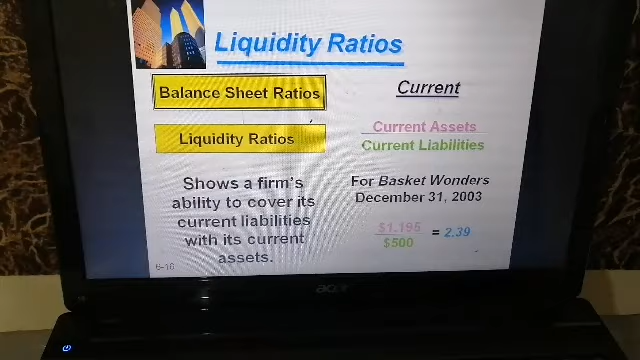 Liquidity Ratios
Balance Sheet Ratios
Liquidity Ratios
Shows a firm's
ability to cover its
current liabilities
with its current
assets.
Current
Current Assets
Current Liabilities
For Basket Wonders
December 31, 2003
$1,195
$500
= 2.39
6-16
acer